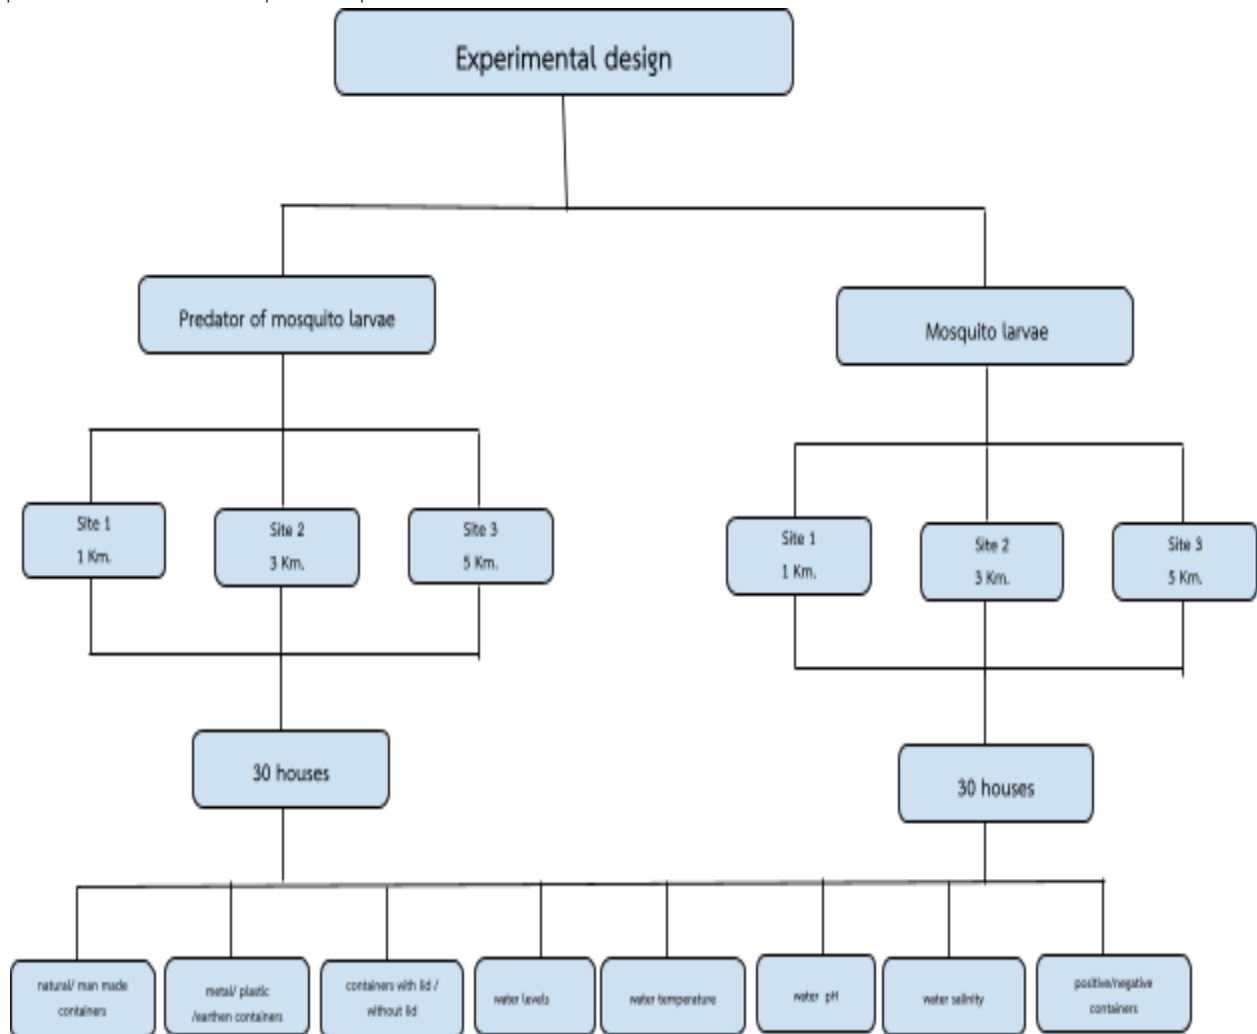 Experimental design
Predator of mosquito larvae
Mosquito larvae
Site 1
1 Km.
Site 2
3 Km.
Site 3
5 Km.
Site 1
1 Km.
Site 2
3 Km.
Site 3
5 Km.
30 houses
30 houses
natural/ man made
containers
metal/ plastic
/earthen containers
containers with lid /
without lid
water levels
water temperature
water pH
water salinity
positive/negative
containers